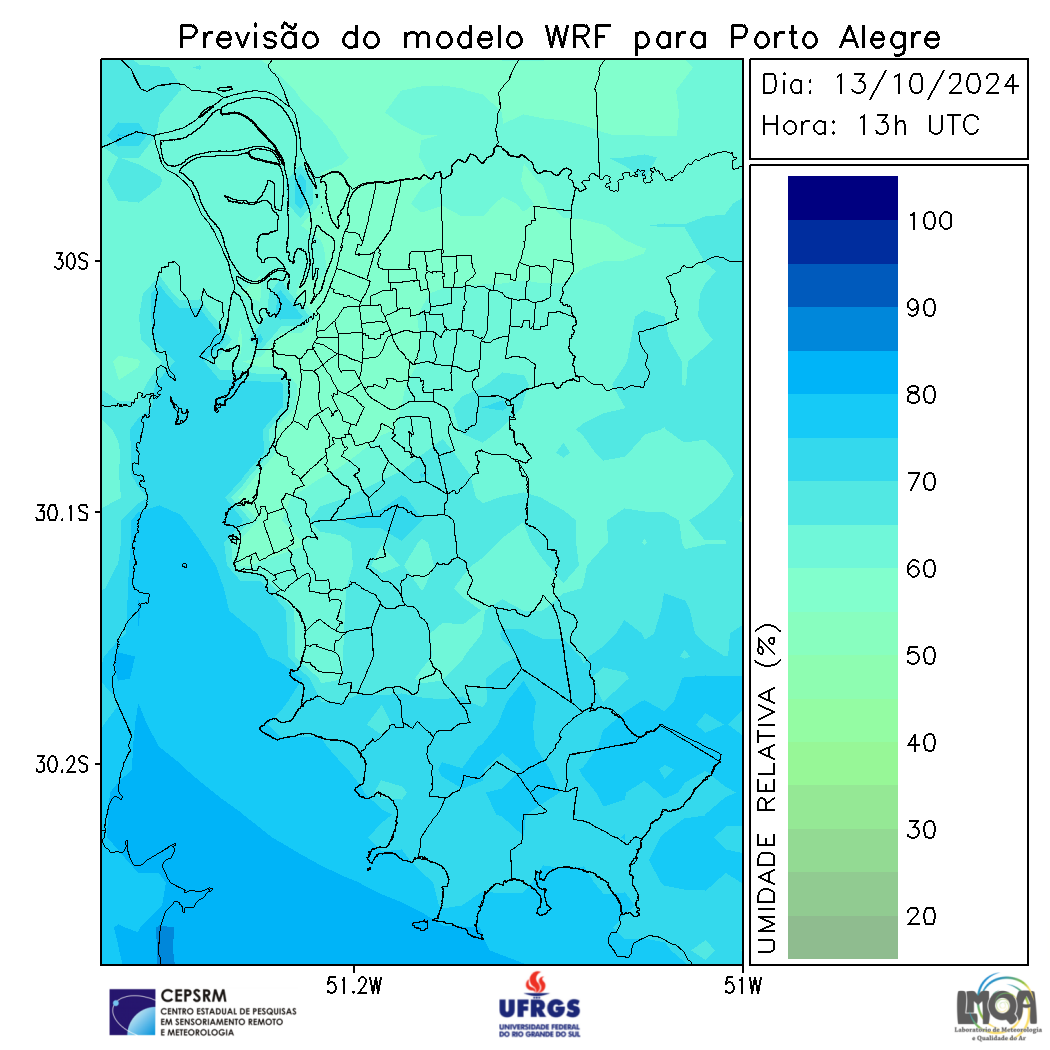 Previsão do modelo WRF para Porto Alegre
Dia: 13/10/2024
Hora: 13h UTC
100
90
80
70
60
50
40
30
20
UMIDADE RELATIVA (%)
30S
30.1S
30.2S
51.2W
51W
CEPSRM
CENTRO ESTADUAL DE PESQUISAS
EM SENSORIAMENTO REMOTO
E METEOROLOGIA
UFRGS
UNIVERSIDADE FEDERAL
DO RIO GRANDE DO SUL
LMQA
Laboratório de Meteorologia
e Qualidade do Ar